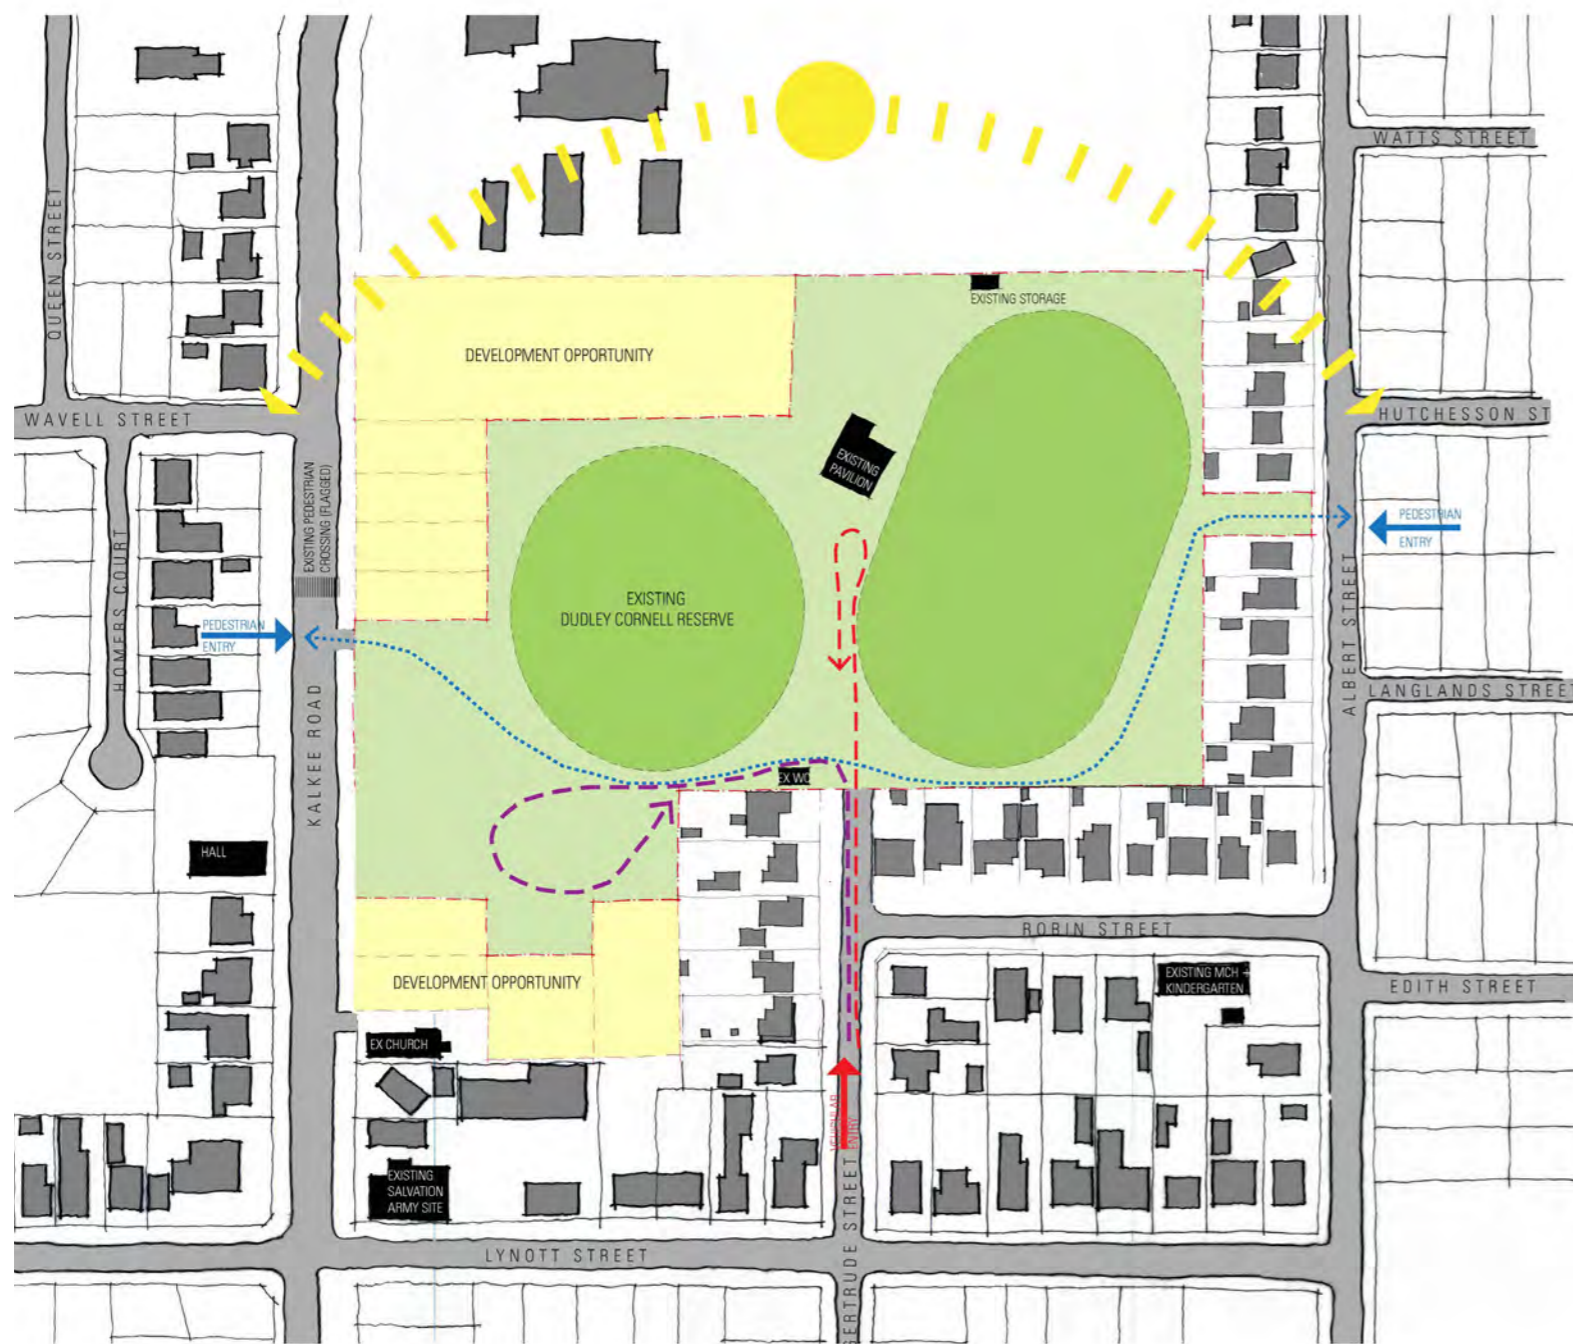 WATTS STREET
QUEEN STREET
EXISTING STORAGE
DEVELOPMENT OPPORTUNITY
WAVELL STREET
HUTCHESSON ST
EXISTING
PAVILION
EXISTING PEDESTRIAN
CROSSING (FLAGGED)
PEDESTRIAN
ENTRY
HOMERS COURT
EXISTING
DUDLEY CORNELL RESERVE
PEDESTRIAN
ENTRY
ALBERT STREET
LANGLANDS STREET
KALKEE ROAD
EX WC
HALL
ROBIN STREET
DEVELOPMENT OPPORTUNITY
EXISTING MCH +
KINDERGARTEN
EDITH STREET
EX CHURCH
VEHICULAR
ENTRY
EXISTING
SALVATION
ARMY SITE
GERTRUDE STREET
LYNOTT STREET